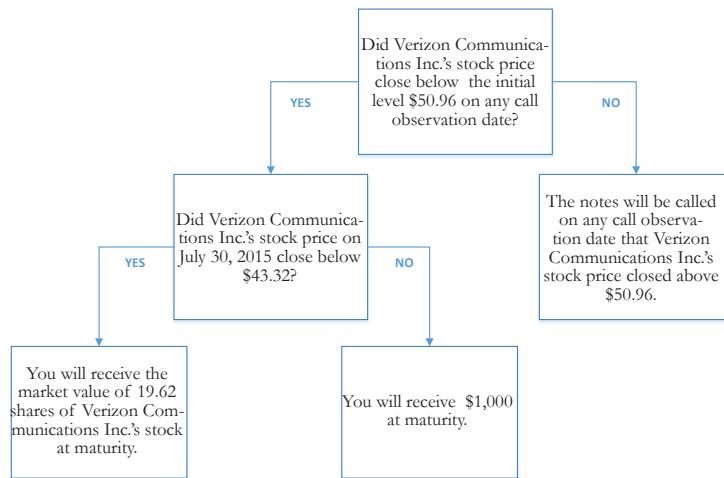 Did Verizon Communica-
tions Inc.'s stock price
close below the initial
level $50.96 on any call
observation date?
YES
NO
Did Verizon Communica-
tions Inc.'s stock price on
July 30, 2015 close below
$43.32?
The notes will be called
on any call observa-
tion date that Verizon
Communications Inc.'s
stock price closed above
$50.96.
YES
NO
You will receive the
market value of 19.62
shares of Verizon Com-
munications Inc.'s stock
at maturity.
You will receive $1,000
at maturity.